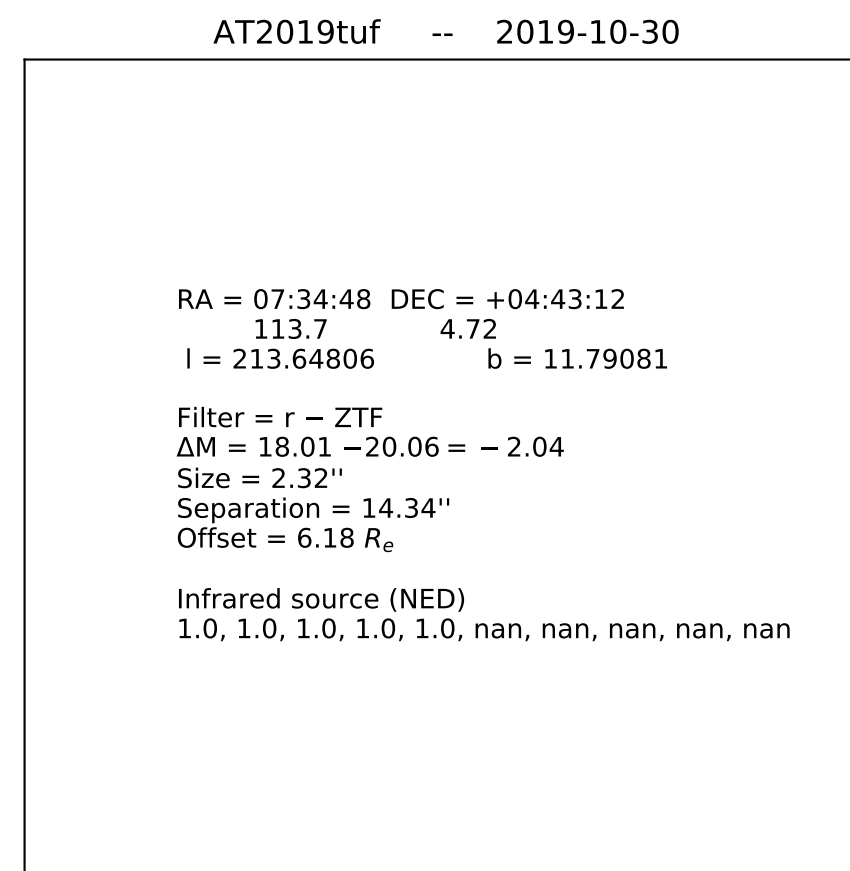 AT2019tuf -- 2019-10-30
RA = 07:34:48 DEC = +04:43:12
113.7 4.72
l = 213.64806 b = 11.79081
Filter = r − ZTF
ΔM = 18.01 −20.06 = − 2.04
Size = 2.32''
Separation = 14.34''
Offset = 6.18 Rₑ
Infrared source (NED)
1.0, 1.0, 1.0, 1.0, 1.0, nan, nan, nan, nan, nan